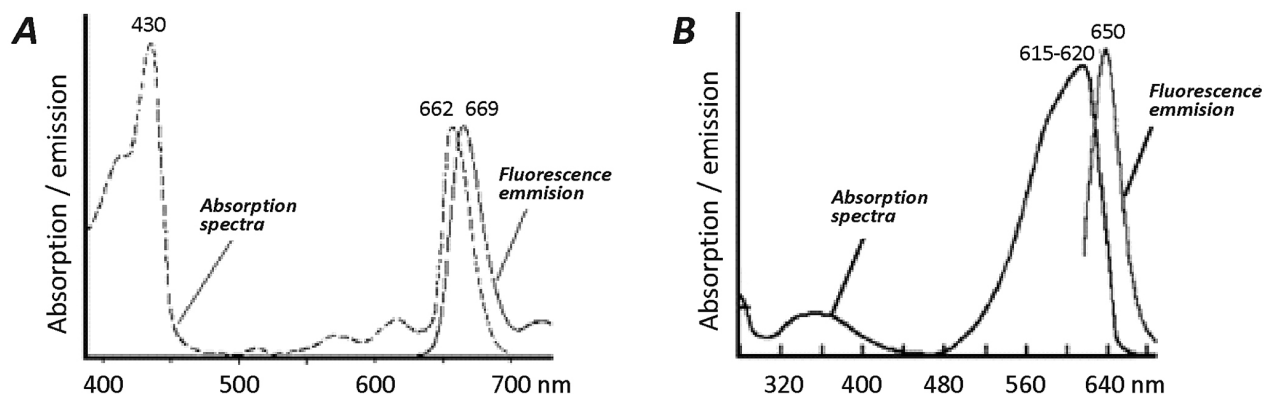 A
Absorption / emission
430
662 669
Absorption
spectra
Fluorescence
emmision
400 500 600 700 nm
B
Absorption / emission
615-620
650
Absorption
spectra
Fluorescence
emmision
320 400 480 560 640 nm